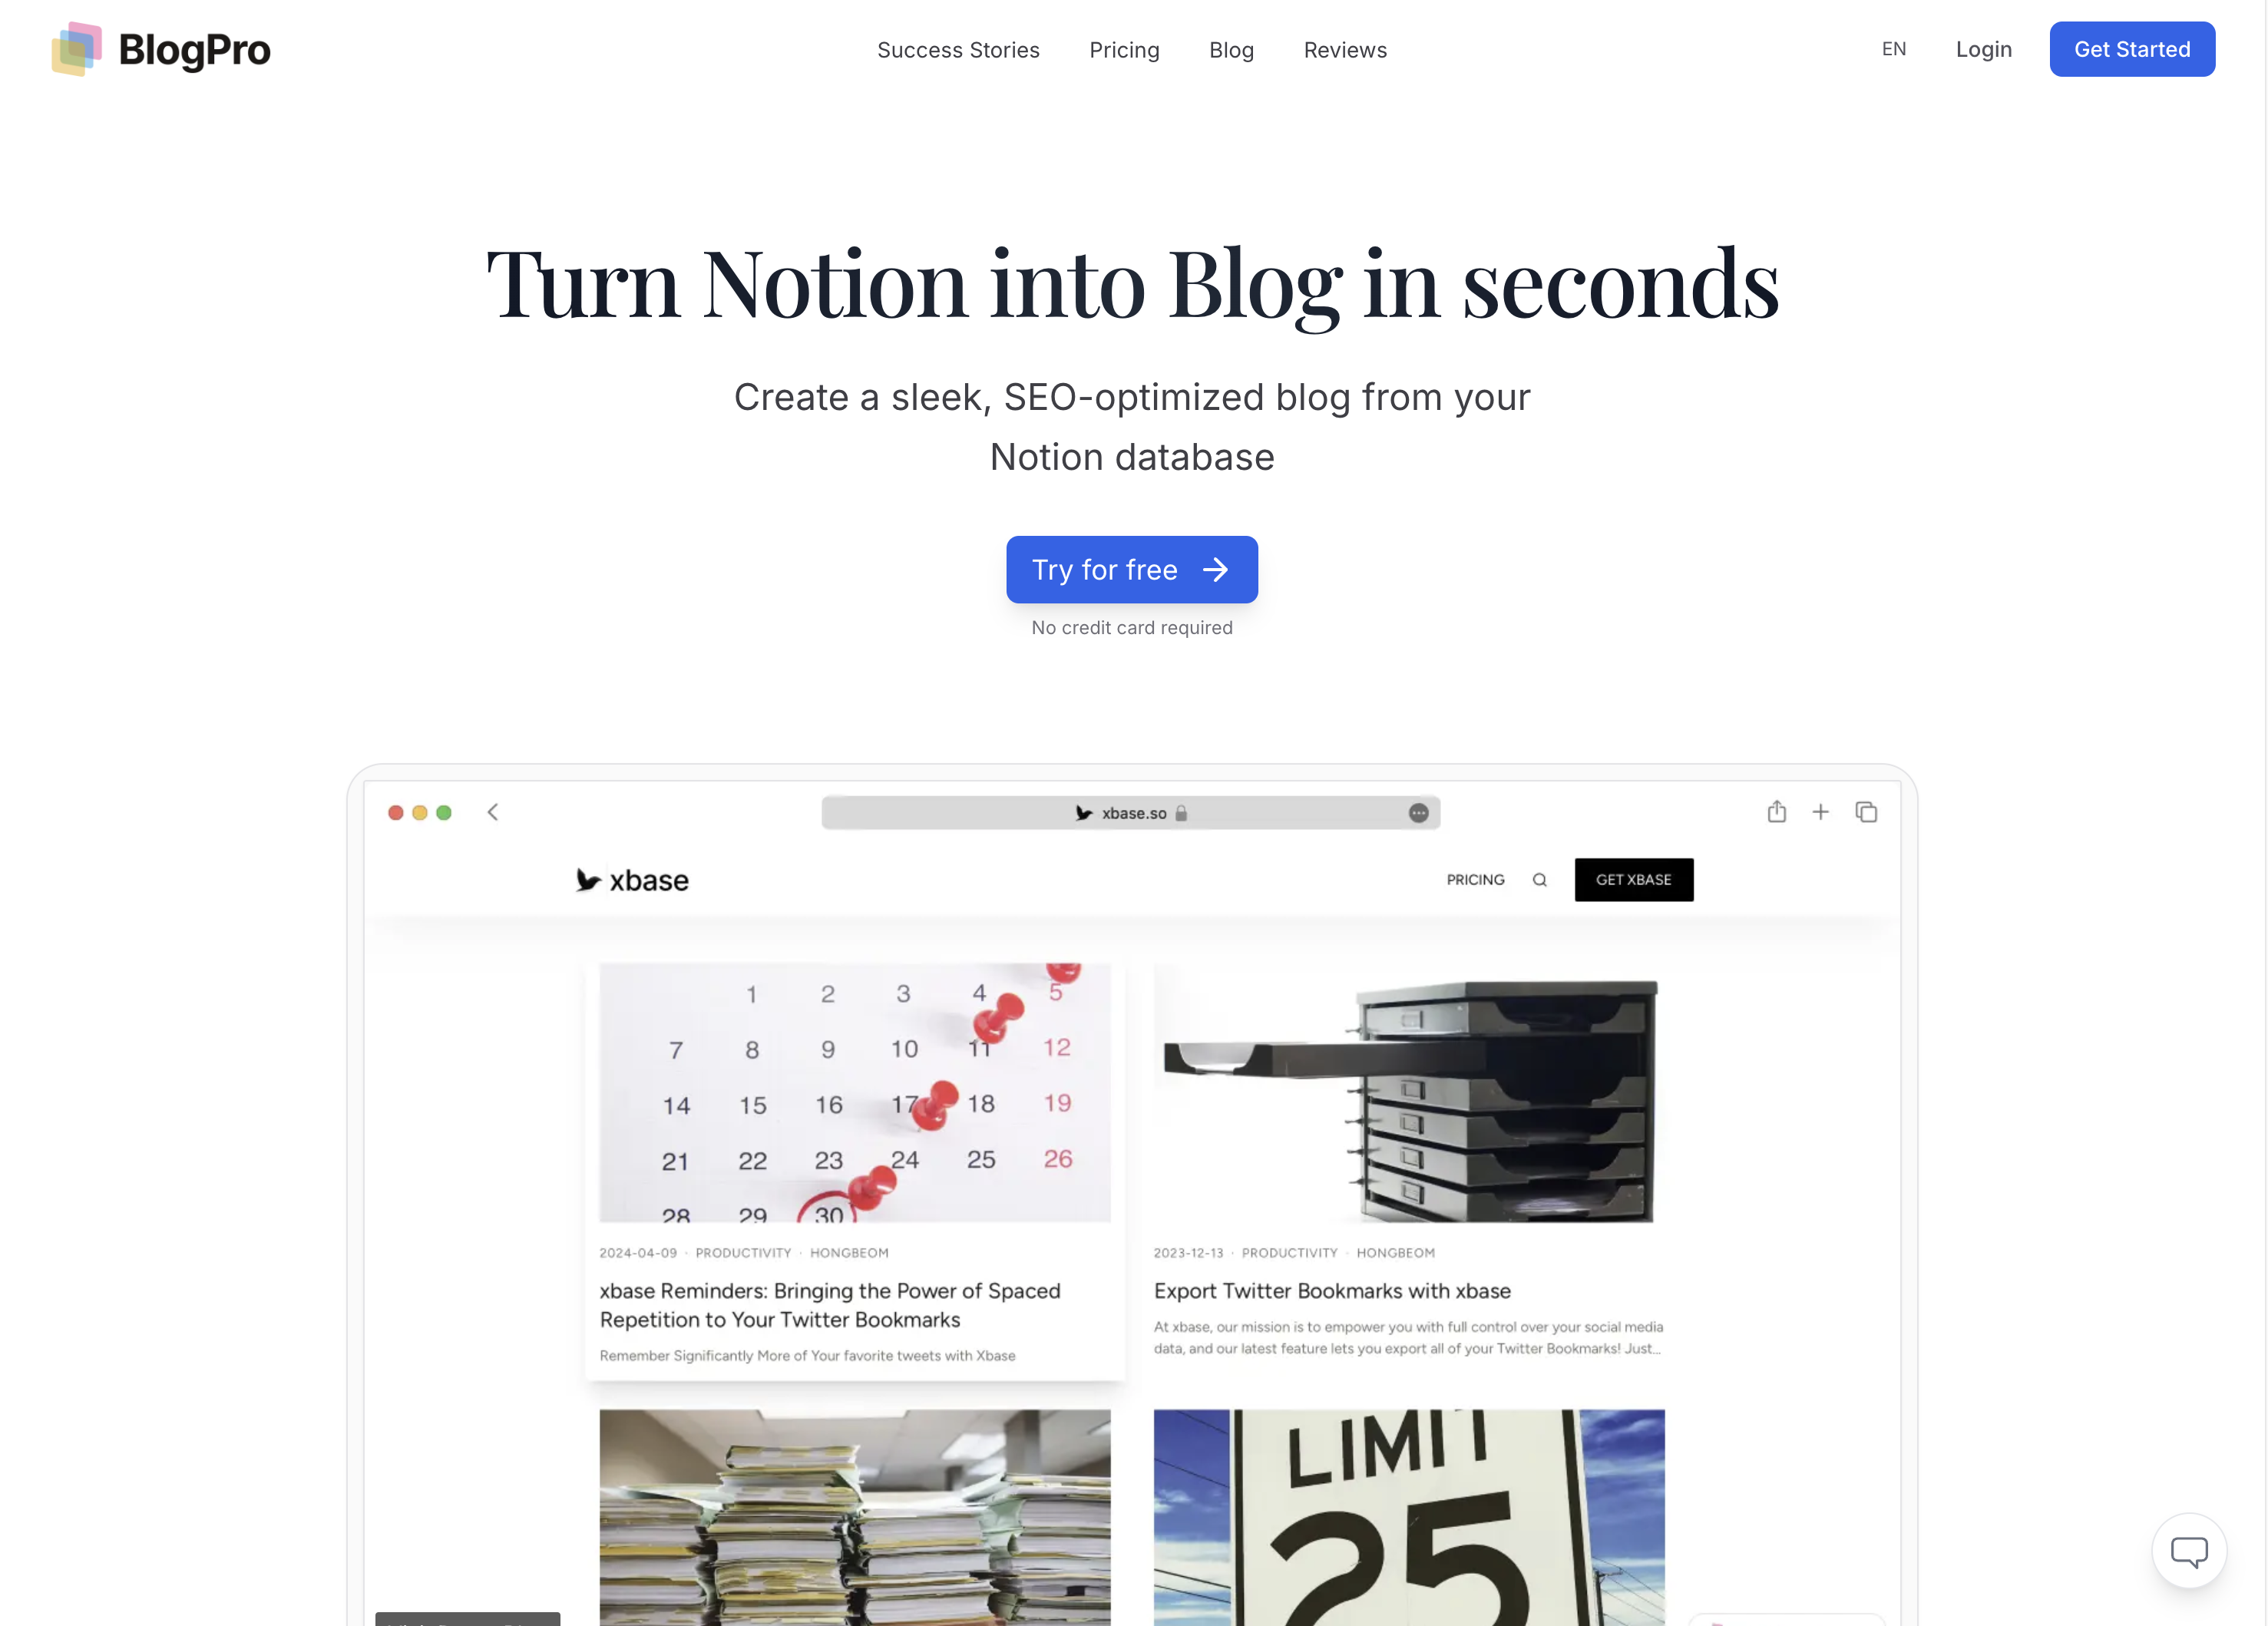 BlogPro
Success Stories
Pricing
Blog
Reviews
EN
Login
Get Started
Turn Notion into Blog in seconds
Create a sleek, SEO-optimized blog from your
Notion database
Try for free
No credit card required
xbase.so
xbase
PRICING
GET XBASE
1 2 3 4 5
7 8 9 10 11 12
14 15 16 17 18 19
21 22 23 24 25 26
28 29 30
2024-04-09 · PRODUCTIVITY · HONGBEOM
xbase Reminders: Bringing the Power of Spaced
Repetition to Your Twitter Bookmarks
Remember Significantly More of Your favorite tweets with Xbase
2023-12-13 · PRODUCTIVITY · HONGBEOM
Export Twitter Bookmarks with xbase
At xbase, our mission is to empower you with full control over your social media
data, and our latest feature lets you export all of your Twitter Bookmarks! Just...
LIMIT
25